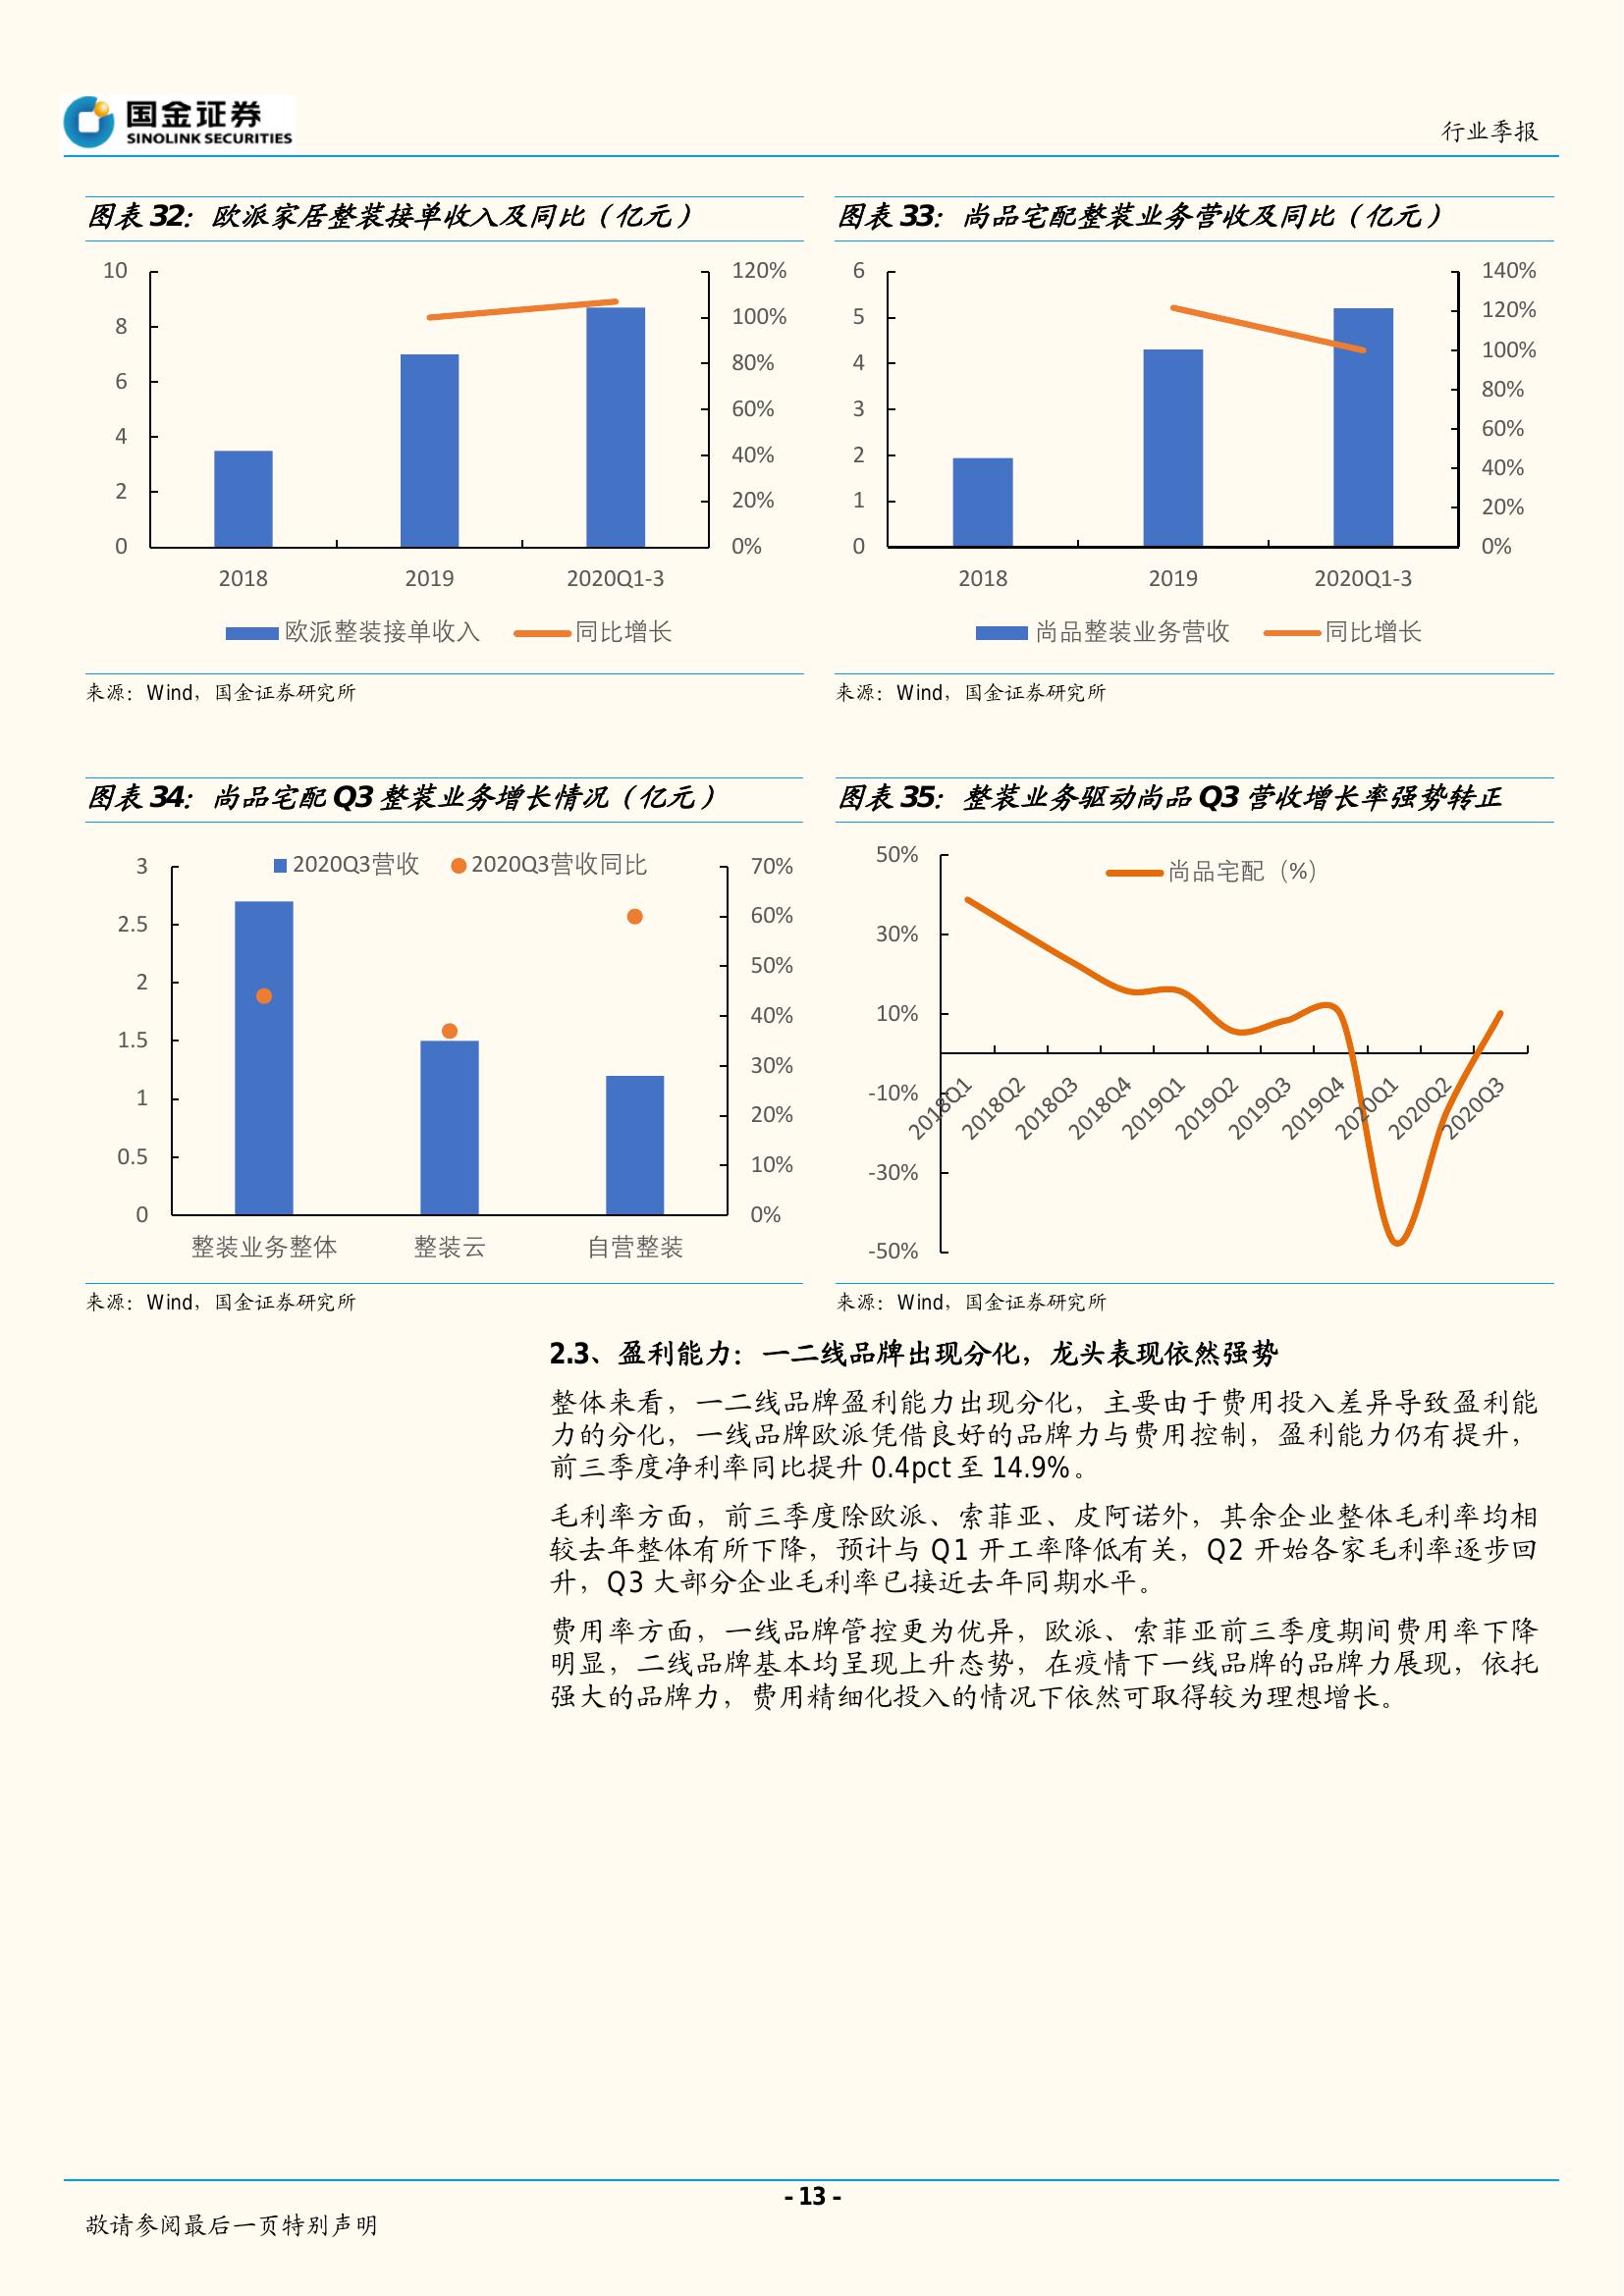 国金证券
SINOLINK SECURITIES
行业季报
图表 32：欧派家居整装接单收入及同比（亿元）
10
8
6
4
2
0
120%
100%
80%
60%
40%
20%
0%
2018
2019
2020Q1-3
欧派整装接单收入
同比增长
来源：Wind，国金证券研究所
图表 33：尚品宅配整装业务营收及同比（亿元）
6
5
4
3
2
1
0
140%
120%
100%
80%
60%
40%
20%
0%
2018
2019
2020Q1-3
尚品整装业务营收
同比增长
来源：Wind，国金证券研究所
图表 34：尚品宅配 Q3 整装业务增长情况（亿元）
2020Q3营收
2020Q3营收同比
3
2.5
2
1.5
1
0.5
0
70%
60%
50%
40%
30%
20%
10%
0%
整装业务整体
整装云
自营整装
来源：Wind，国金证券研究所
图表 35：整装业务驱动尚品 Q3 营收增长率强势转正
尚品宅配（%）
50%
30%
10%
-10%
-30%
-50%
2018Q1
2018Q2
2018Q3
2018Q4
2019Q1
2019Q2
2019Q3
2019Q4
2020Q1
2020Q2
2020Q3
来源：Wind，国金证券研究所
2.3、盈利能力：一二线品牌出现分化，龙头表现依然强势
整体来看，一二线品牌盈利能力出现分化，主要由于费用投入差异导致盈利能
力的分化，一线品牌欧派凭借良好的品牌力与费用控制，盈利能力仍有提升，
前三季度净利率同比提升 0.4pct 至 14.9%。
毛利率方面，前三季度除欧派、索菲亚、皮阿诺外，其余企业整体毛利率均相
较去年整体有所下降，预计与 Q1 开工率降低有关，Q2 开始各家毛利率逐步回
升，Q3 大部分企业毛利率已接近去年同期水平。
费用率方面，一线品牌管控更为优异，欧派、索菲亚前三季度期间费用率下降
明显，二线品牌基本均呈现上升态势，在疫情下一线品牌的品牌力展现，依托
强大的品牌力，费用精细化投入的情况下依然可取得较为理想增长。
- 13 -
敬请参阅最后一页特别声明